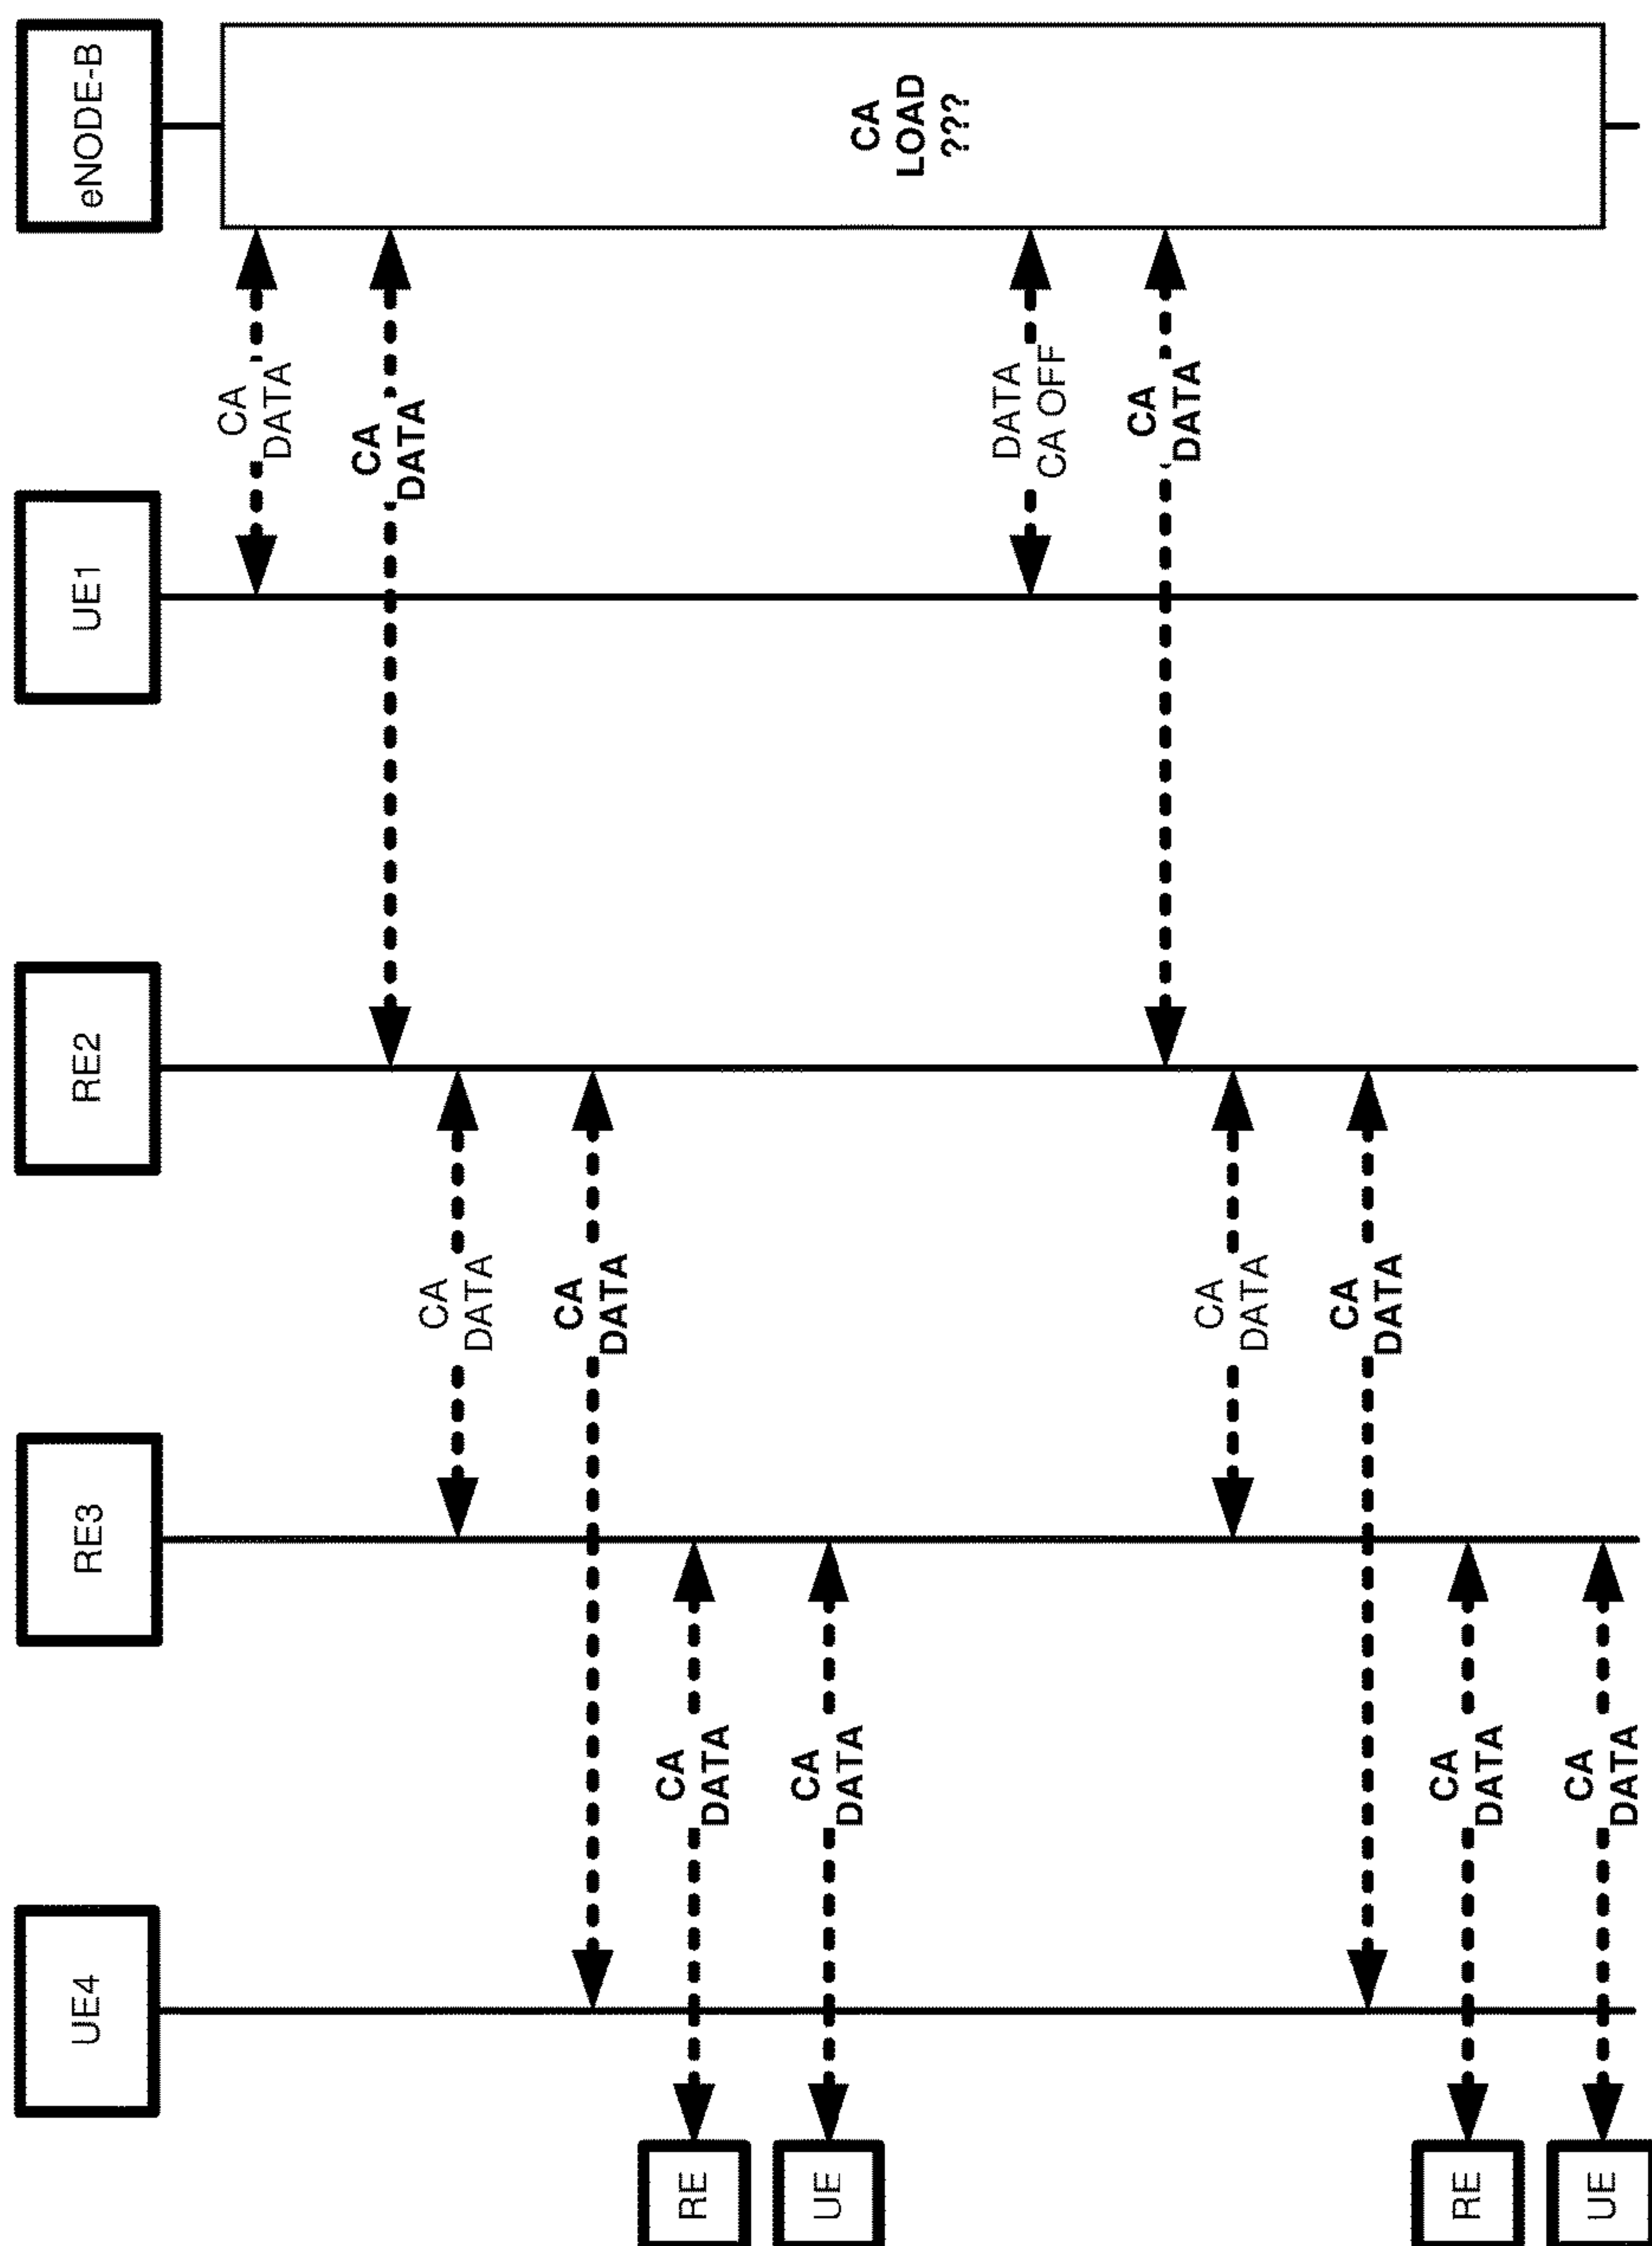 UE4
RE3
RE2
UE1
eNODE-B
CA
DATA
CA
DATA
CA
DATA
CA
DATA
RE
CA
DATA
UE
CA
DATA
CA
LOAD
???
DATA
CA OFF
CA
DATA
CA
DATA
CA
DATA
RE
CA
DATA
UE
CA
DATA